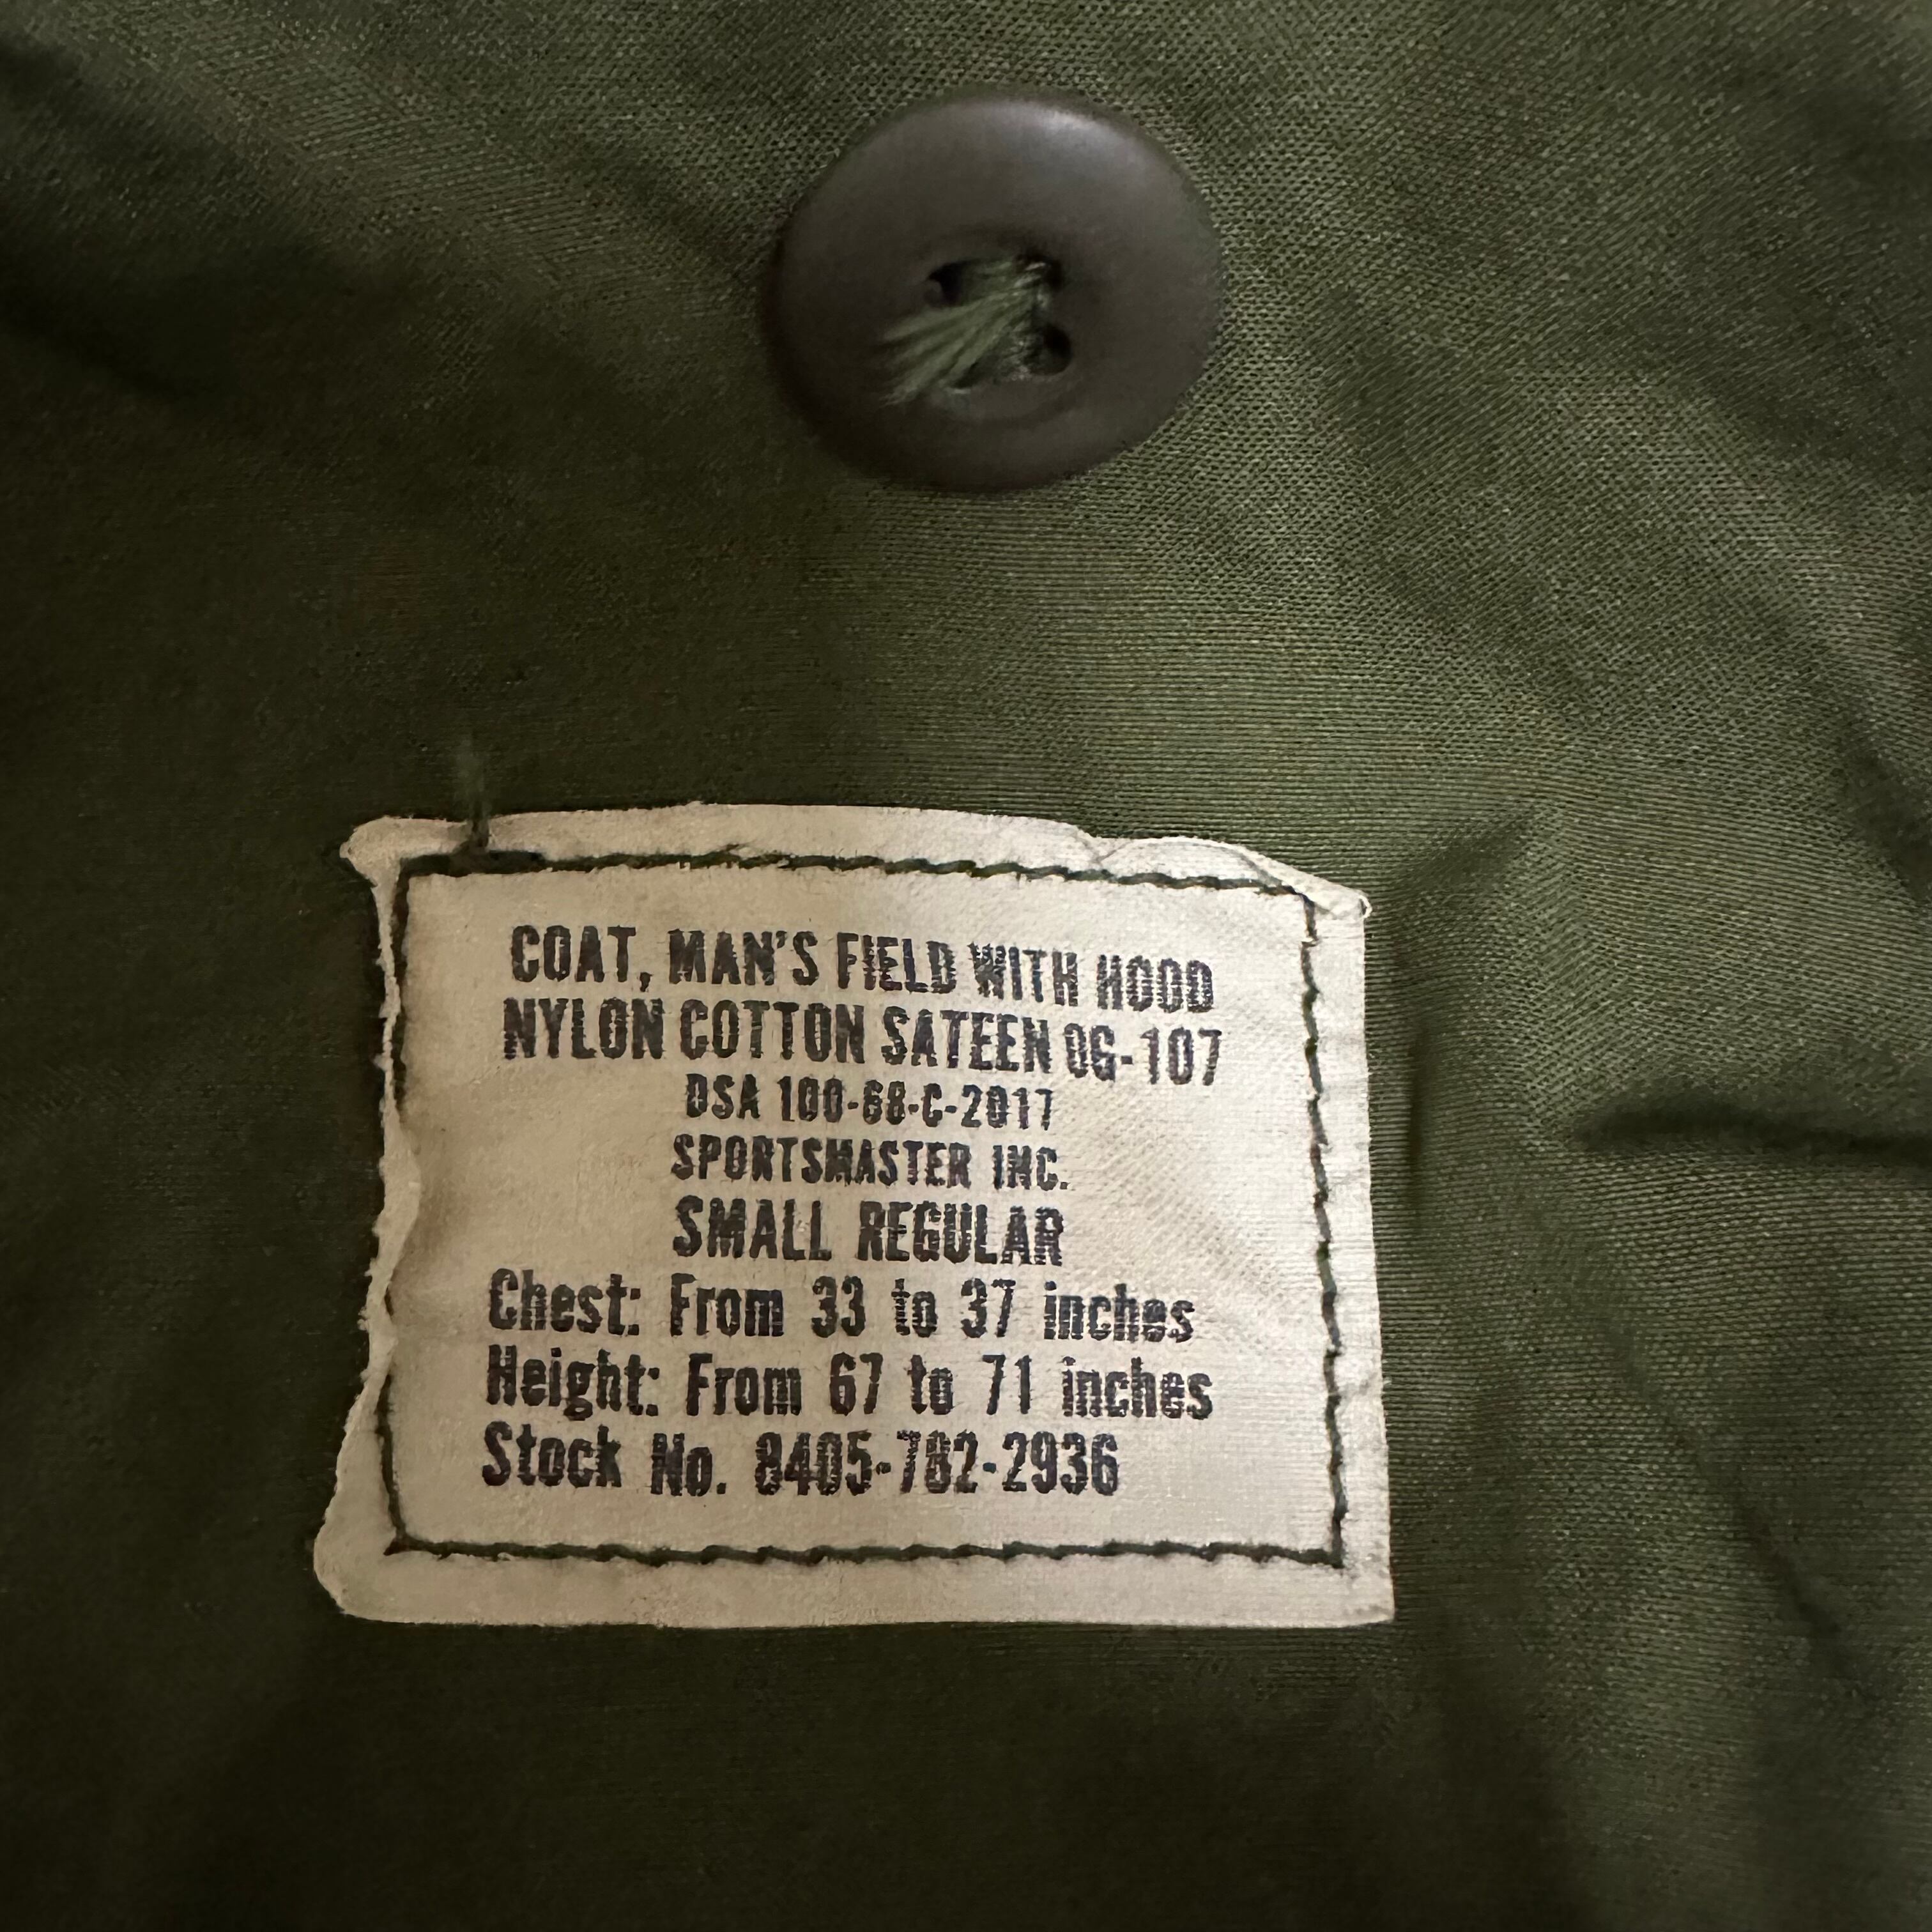 COAT, MAN'S FIELD WITH HOOD
NYLON COTTON SATEEN OG-107
DSA 100-68-C-2017
SPORTSMASTER INC.
SMALL REGULAR
Chest: From 33 to 37 inches
Height: From 67 to 71 inches
Stock No. 8405-782-2936